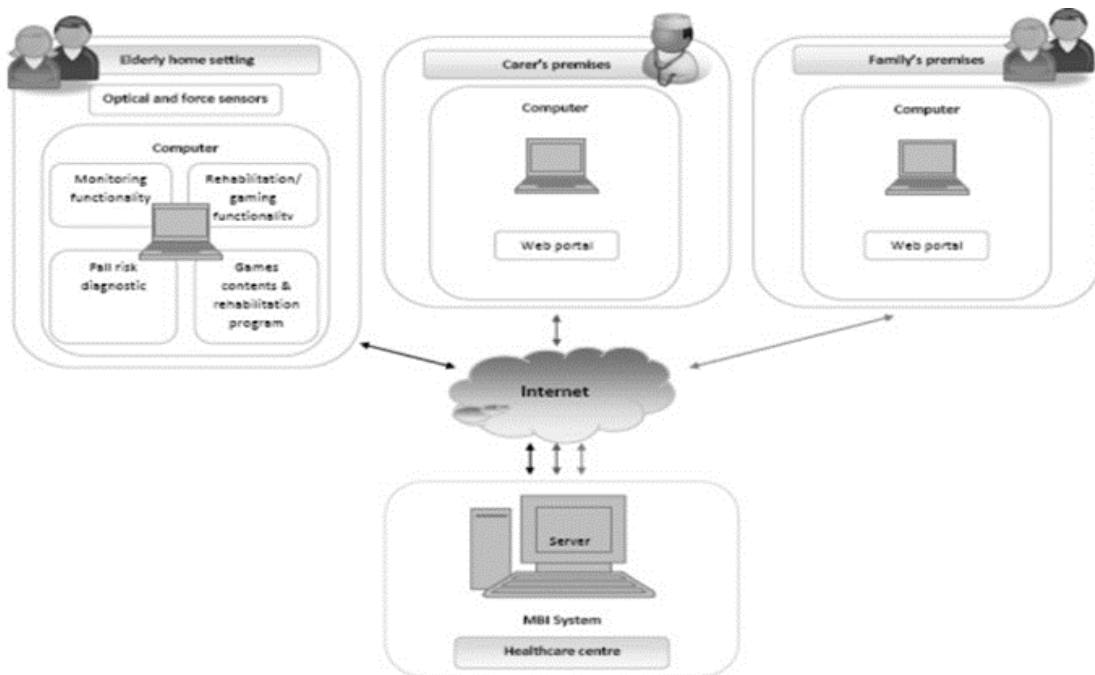 Elderly home setting
Optical and force sensors
Computer
Monitoring
functionality
Rehabilitation/
gaming
functionality
Fall risk
diagnostic
Games
contents &
rehabilitation
program
Carer's premises
Computer
Web portal
Family's premises
Computer
Web portal
Internet
Server
MBI System
Healthcare centre